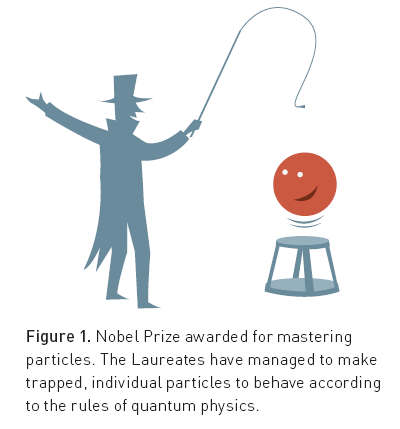 Figure 1. Nobel Prize awarded for mastering
particles. The Laureates have managed to make
trapped, individual particles to behave according
to the rules of quantum physics.